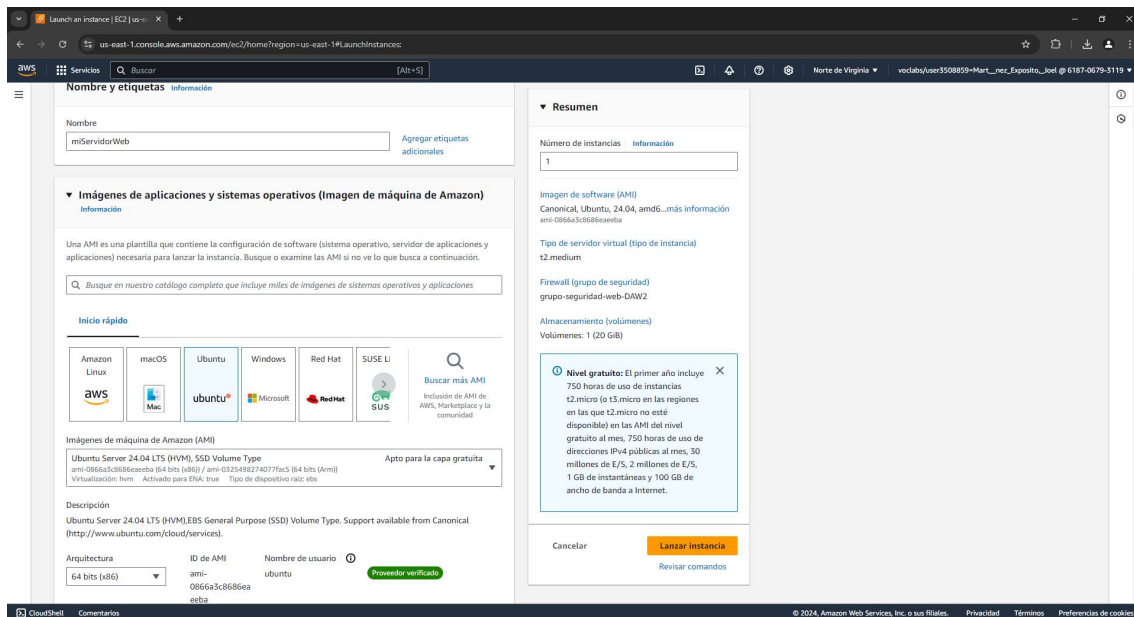 Launch an instance | EC2 | us-e
us-east-1.console.aws.amazon.com/ec2/home?region=us-east-1#LaunchInstances:
aws
Servicios
Buscar
[Alt+S]
Norte de Virginia
voclabs/user3508859=Mart__nez_Exposito,_Joel @ 6187-0679-3119
Nombre y etiquetas Información
Nombre
miServidorWeb
Agregar etiquetas
adicionales
Imágenes de aplicaciones y sistemas operativos (Imagen de máquina de Amazon)
Información
Una AMI es una plantilla que contiene la configuración de software (sistema operativo, servidor de aplicaciones y
aplicaciones) necesaria para lanzar la instancia. Busque o examine las AMI si no ve lo que busca a continuación.
Busque en nuestro catálogo completo que incluye miles de imágenes de sistemas operativos y aplicaciones
Inicio rápido
Amazon
Linux
aws
macOS
Mac
Ubuntu
ubuntu
Windows
Microsoft
Red Hat
RedHat
SUSE Li
SUS
Buscar más AMI
Inclusión de AMI de
AWS, Marketplace y la
comunidad
Imágenes de máquina de Amazon (AMI)
Ubuntu Server 24.04 LTS (HVM), SSD Volume Type
Apto para la capa gratuita
ami-0866a3c8686eaeeba (64 bits (x86)) / ami-0325498274077fac5 (64 bits (Arm))
Virtualización: hvm Activado para ENA: true Tipo de dispositivo raíz: ebs
Descripción
Ubuntu Server 24.04 LTS (HVM),EBS General Purpose (SSD) Volume Type. Support available from Canonical
(http://www.ubuntu.com/cloud/services).
Arquitectura
64 bits (x86)
ID de AMI
ami-
0866a3c8686ea
eeba
Nombre de usuario
ubuntu
Proveedor verificado
Resumen
Número de instancias Información
1
Imagen de software (AMI)
Canonical, Ubuntu, 24.04, amd6...más información
ami-0866a3c8686eaeeba
Tipo de servidor virtual (tipo de instancia)
t2.medium
Firewall (grupo de seguridad)
grupo-seguridad-web-DAW2
Almacenamiento (volúmenes)
Volúmenes: 1 (20 GiB)
Nivel gratuito: El primer año incluye
750 horas de uso de instancias
t2.micro (o t3.micro en las regiones
en las que t2.micro no esté
disponible) en las AMI del nivel
gratuito al mes, 750 horas de uso de
direcciones IPv4 públicas al mes, 30
millones de E/S, 2 millones de E/S,
1 GB de instantáneas y 100 GB de
ancho de banda a Internet.
Cancelar
Lanzar instancia
Revisar comandos
CloudShell
Comentarios
© 2024, Amazon Web Services, Inc. o sus filiales.
Privacidad
Términos
Preferencias de cookies